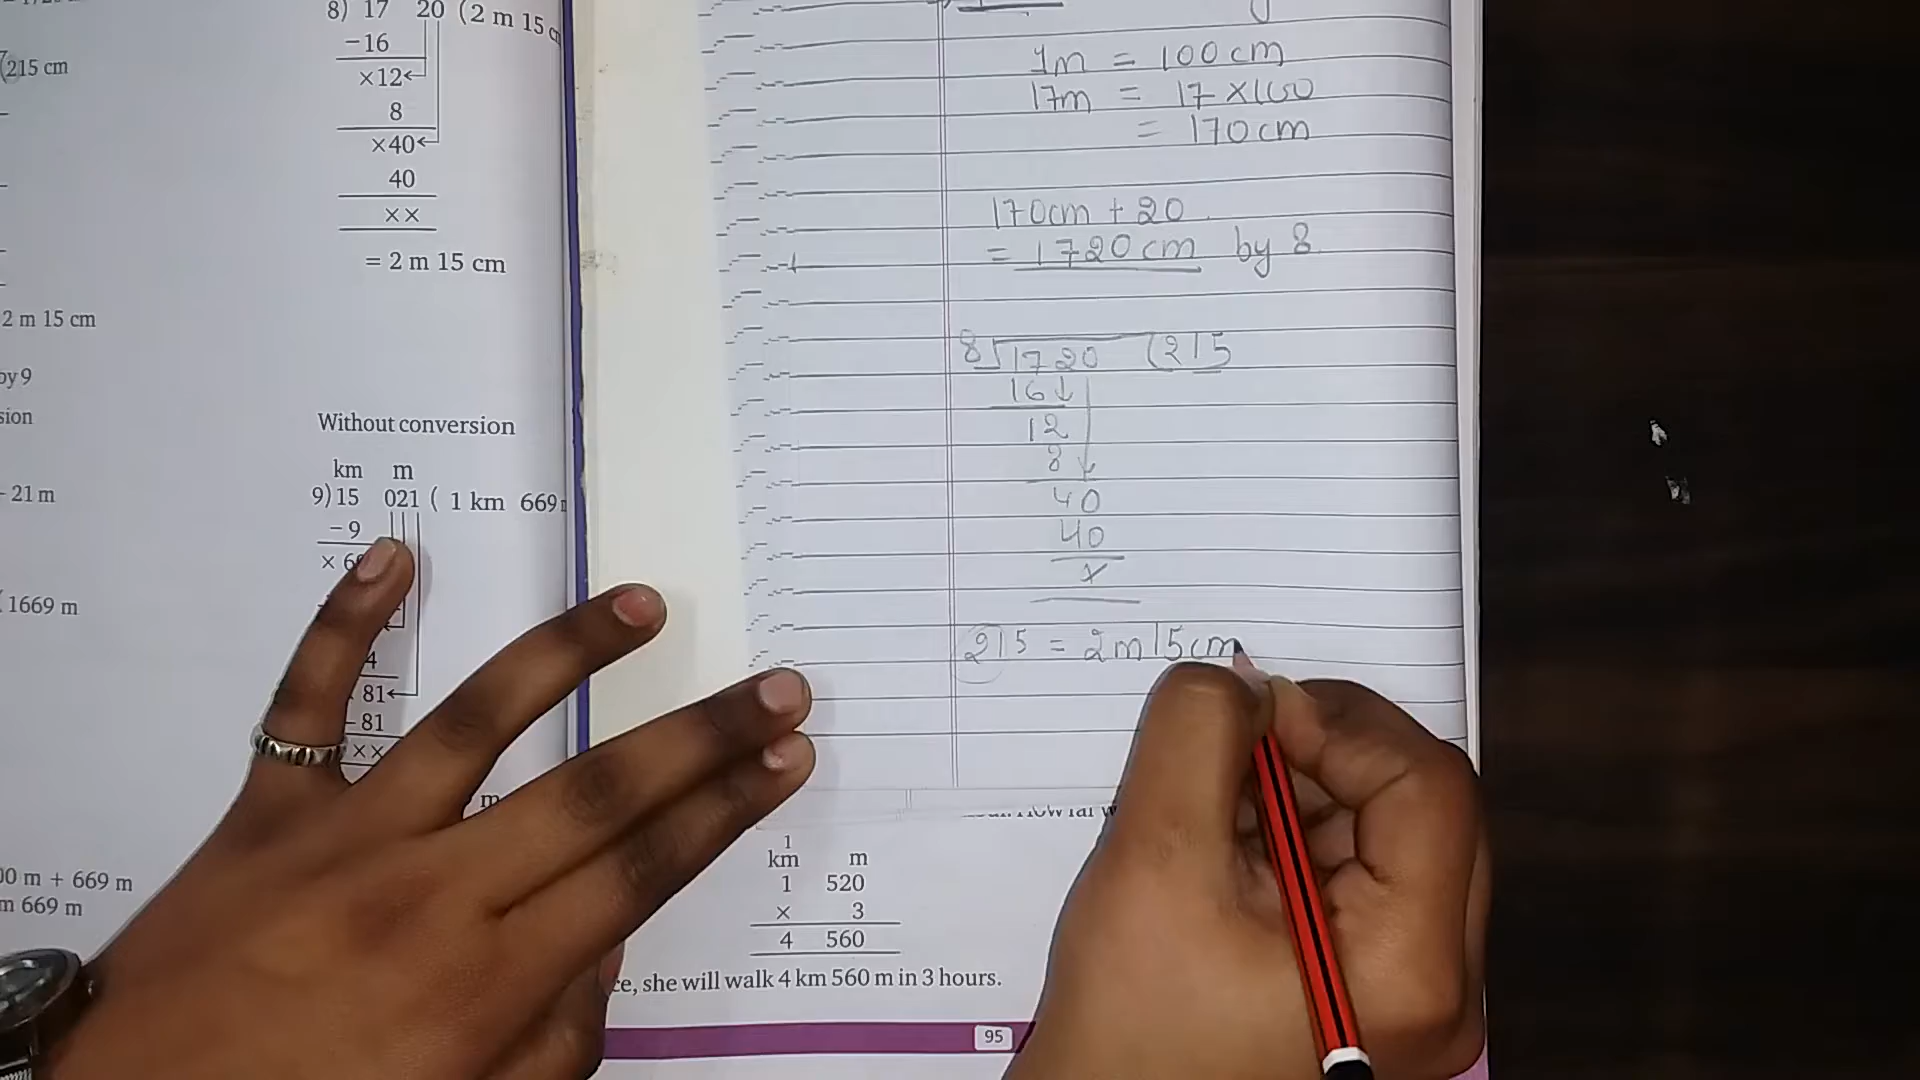 215 cm
2 m 15 cm
by 9
sion
- 21 m
1669 m
00 m + 669 m
m 669 m
8) 17 20 (2 m 15 c
-16
×12
8
×40
40
××
= 2 m 15 cm
Without conversion
km m
9) 15 021 ( 1 km 669
- 9
× 6
4
81
- 81
××
m
1m = 100 cm
17m = 17 × 100
= 170 cm
170cm + 20
= 1720 cm by 8
8 1720 (215
16
12
8
40
40
×
215 = 2m 15cm
1
km m
1 520
× 3
4 560
ce, she will walk 4 km 560 m in 3 hours.
95